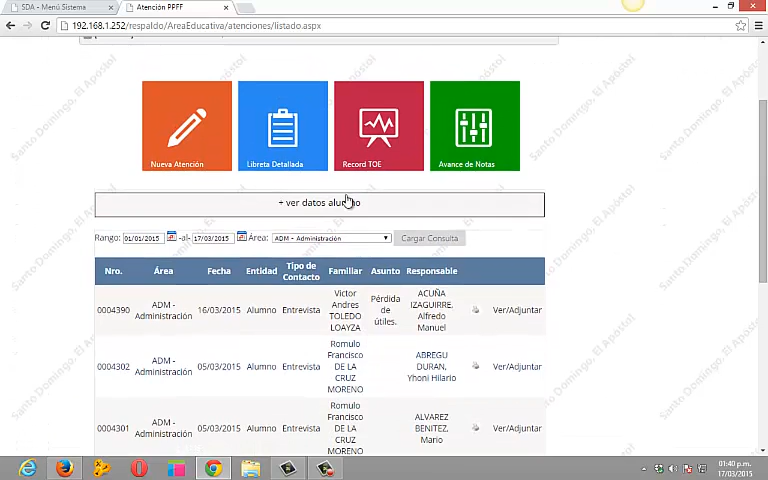 SDA - Menú Sistema
Atención PPFF
192.168.1.252/respaldo/AreaEducativa/atenciones/listado.aspx
Nueva Atención
Libreta Detallada
Record TOE
Avance de Notas
+ ver datos alumno
Rango: 01/01/2015 -al- 17/03/2015 Área: ADM - Administración Cargar Consulta
Nro. Área Fecha Entidad Tipo de Contacto Familiar Asunto Responsable
0004390 ADM - Administración 16/03/2015 Alumno Entrevista Victor Andres TOLEDO LOAYZA Pérdida de útiles. ACUÑA IZAGUIRRE, Alfredo Manuel Ver/Adjuntar
0004302 ADM - Administración 05/03/2015 Alumno Entrevista Romulo Francisco DE LA CRUZ MORENO ABREGU DURAN, Yhoni Hilario Ver/Adjuntar
0004301 ADM - Administración 05/03/2015 Alumno Entrevista Romulo Francisco DE LA CRUZ MORENO ALVAREZ BENITEZ, Mario Ver/Adjuntar
Santo Domingo, El Apóstol
01:40 p.m.
17/03/2015